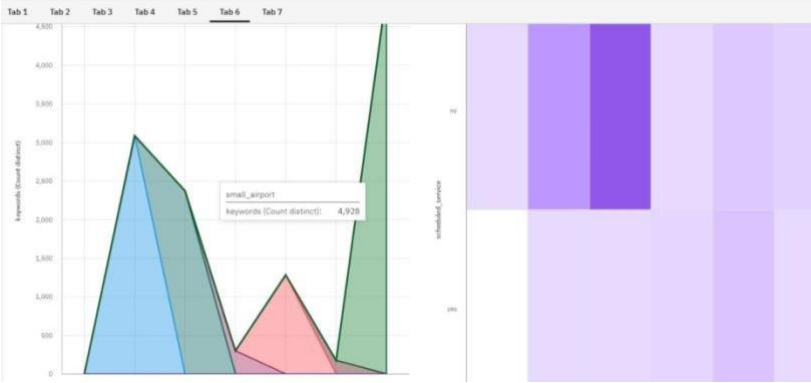 Tab 1 Tab 2 Tab 3 Tab 4 Tab 5 Tab 6 Tab 7
4,500
4,000
3,500
3,000
2,500
2,000
1,500
1,000
500
0
keywords (Count distinct)
small_airport
keywords (Count distinct): 4,928
scheduled_service
no
yes